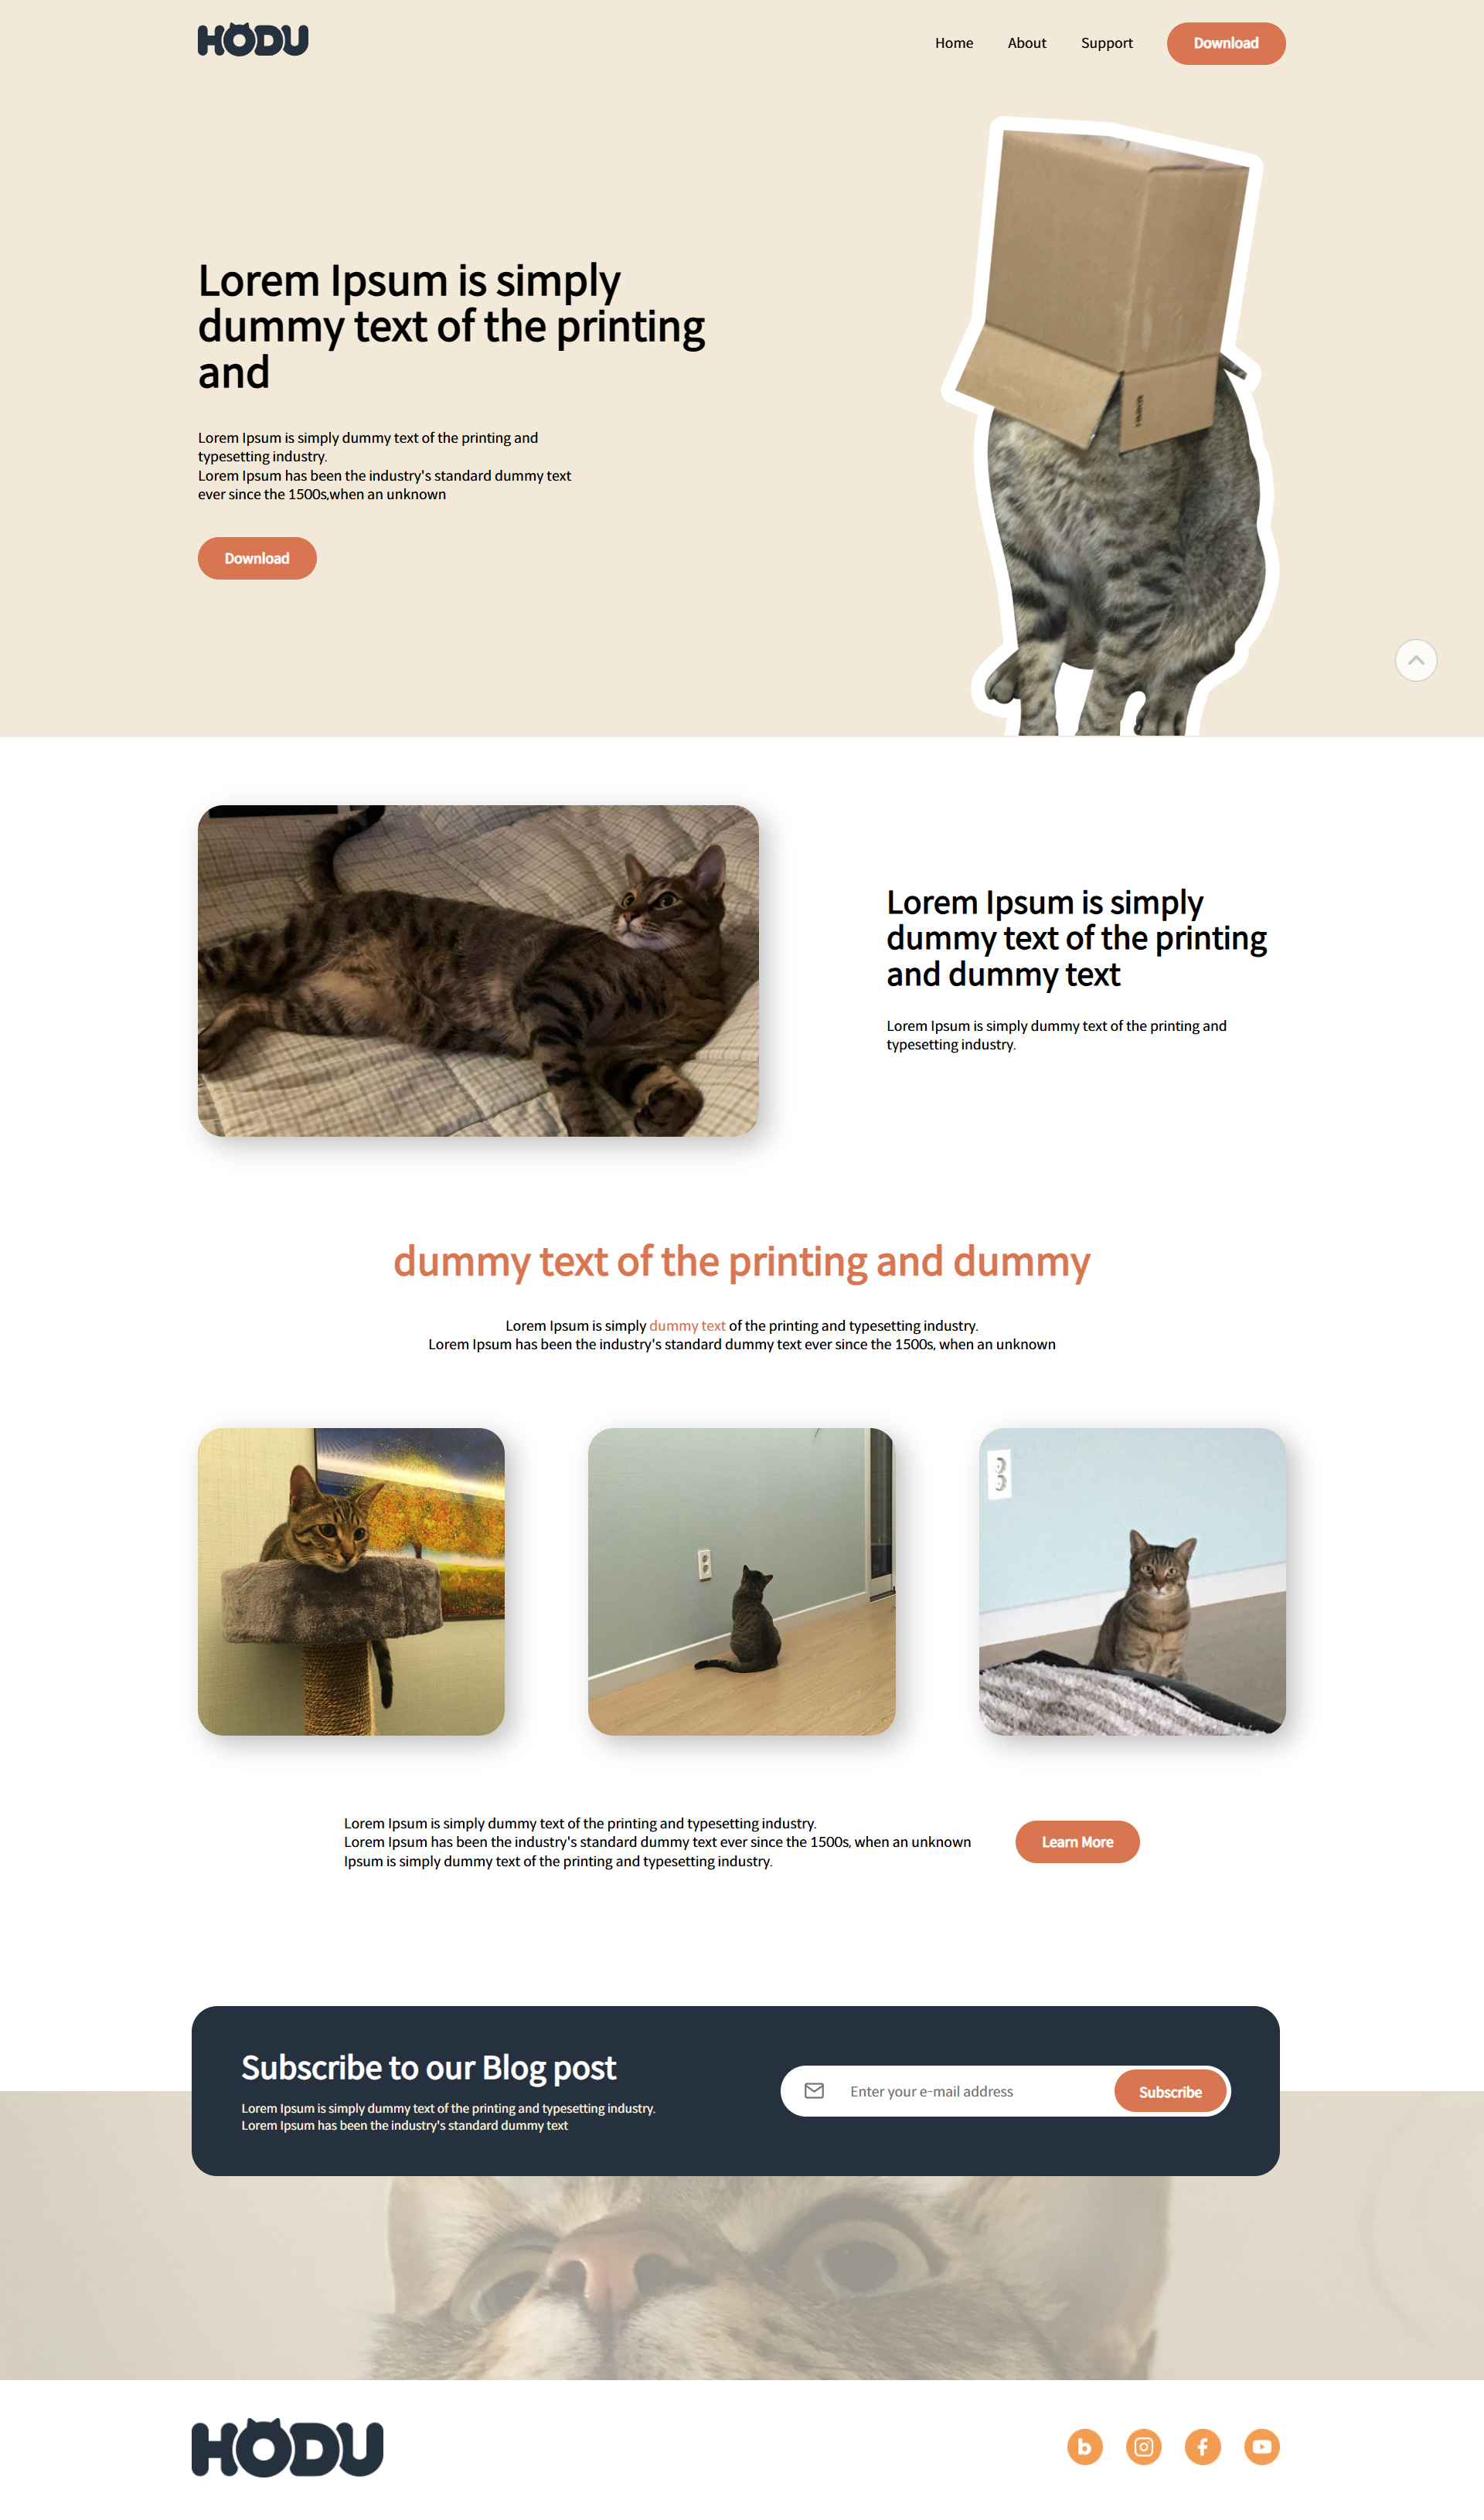 HODU
Home
About
Support
Download
Lorem Ipsum is simply
dummy text of the printing
and
Lorem Ipsum is simply dummy text of the printing and
typesetting industry.
Lorem Ipsum has been the industry's standard dummy text
ever since the 1500s,when an unknown
Download
Lorem Ipsum is simply
dummy text of the printing
and dummy text
Lorem Ipsum is simply dummy text of the printing and
typesetting industry.
dummy text of the printing and dummy
Lorem Ipsum is simply dummy text of the printing and typesetting industry.
Lorem Ipsum has been the industry's standard dummy text ever since the 1500s, when an unknown
Lorem Ipsum is simply dummy text of the printing and typesetting industry.
Lorem Ipsum has been the industry's standard dummy text ever since the 1500s, when an unknown
Ipsum is simply dummy text of the printing and typesetting industry.
Learn More
Subscribe to our Blog post
Lorem Ipsum is simply dummy text of the printing and typesetting industry.
Lorem Ipsum has been the industry's standard dummy text
Enter your e-mail address
Subscribe
HODU